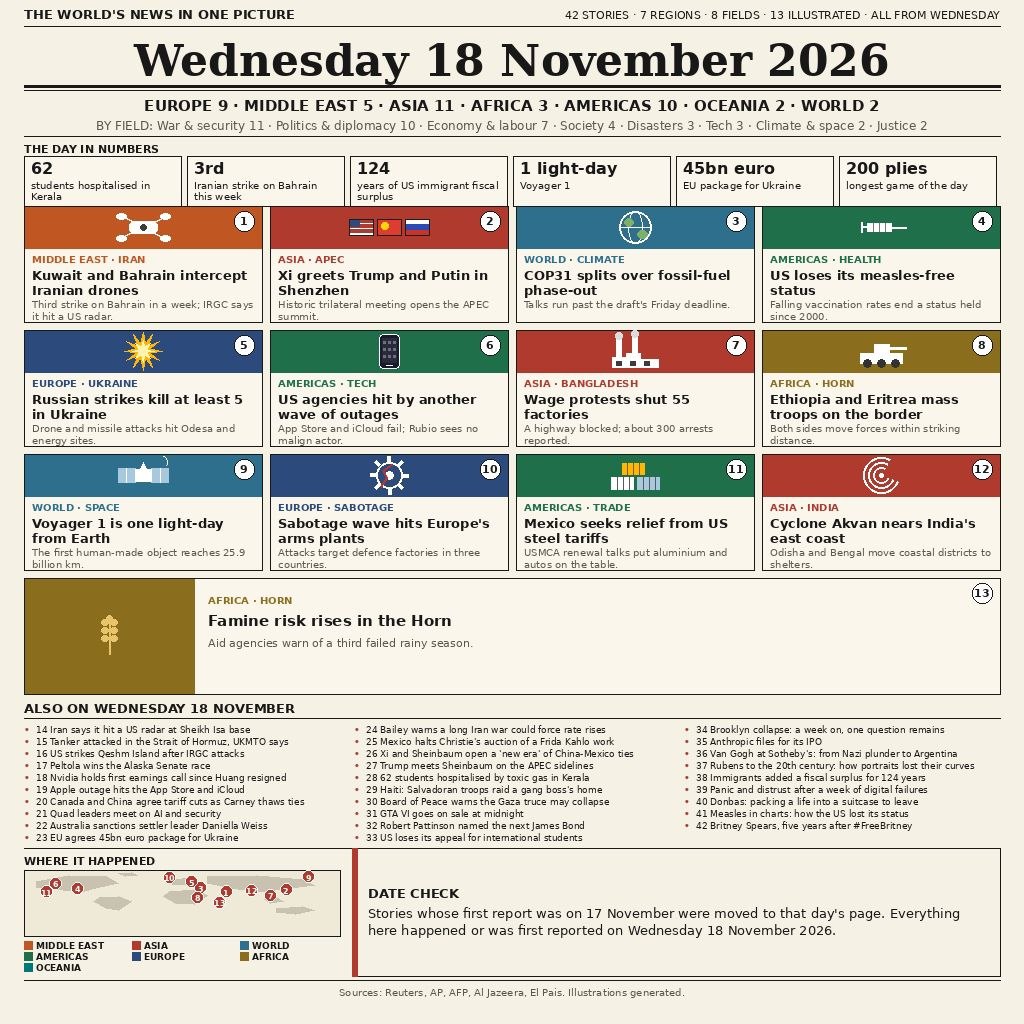 THE WORLD'S NEWS IN ONE PICTURE
42 STORIES · 7 REGIONS · 8 FIELDS · 13 ILLUSTRATED · ALL FROM WEDNESDAY
Wednesday 18 November 2026
EUROPE 9 · MIDDLE EAST 5 · ASIA 11 · AFRICA 3 · AMERICAS 10 · OCEANIA 2 · WORLD 2
BY FIELD: War & security 11 · Politics & diplomacy 10 · Economy & labour 7 · Society 4 · Disasters 3 · Tech 3 · Climate & space 2 · Justice 2
THE DAY IN NUMBERS
62
students hospitalised in
Kerala
3rd
Iranian strike on Bahrain
this week
124
years of US immigrant fiscal
surplus
1 light-day
Voyager 1
45bn euro
EU package for Ukraine
200 plies
longest game of the day
1
MIDDLE EAST · IRAN
Kuwait and Bahrain intercept
Iranian drones
Third strike on Bahrain in a week; IRGC says
it hit a US radar.
2
ASIA · APEC
Xi greets Trump and Putin in
Shenzhen
Historic trilateral meeting opens the APEC
summit.
3
WORLD · CLIMATE
COP31 splits over fossil-fuel
phase-out
Talks run past the draft's Friday deadline.
4
AMERICAS · HEALTH
US loses its measles-free
status
Falling vaccination rates end a status held
since 2000.
5
EUROPE · UKRAINE
Russian strikes kill at least 5
in Ukraine
Drone and missile attacks hit Odesa and
energy sites.
6
AMERICAS · TECH
US agencies hit by another
wave of outages
App Store and iCloud fail; Rubio sees no
malign actor.
7
ASIA · BANGLADESH
Wage protests shut 55
factories
A highway blocked; about 300 arrests
reported.
8
AFRICA · HORN
Ethiopia and Eritrea mass
troops on the border
Both sides move forces within striking
distance.
9
WORLD · SPACE
Voyager 1 is one light-day
from Earth
The first human-made object reaches 25.9
billion km.
10
EUROPE · SABOTAGE
Sabotage wave hits Europe's
arms plants
Attacks target defence factories in three
countries.
11
AMERICAS · TRADE
Mexico seeks relief from US
steel tariffs
USMCA renewal talks put aluminium and
autos on the table.
12
ASIA · INDIA
Cyclone Akvan nears India's
east coast
Odisha and Bengal move coastal districts to
shelters.
13
AFRICA · HORN
Famine risk rises in the Horn
Aid agencies warn of a third failed rainy season.
ALSO ON WEDNESDAY 18 NOVEMBER
• 14 Iran says it hit a US radar at Sheikh Isa base
• 15 Tanker attacked in the Strait of Hormuz, UKMTO says
• 16 US strikes Qeshm Island after IRGC attacks
• 17 Peltola wins the Alaska Senate race
• 18 Nvidia holds first earnings call since Huang resigned
• 19 Apple outage hits the App Store and iCloud
• 20 Canada and China agree tariff cuts as Carney thaws ties
• 21 Quad leaders meet on AI and security
• 22 Australia sanctions settler leader Daniella Weiss
• 23 EU agrees 45bn euro package for Ukraine
• 24 Bailey warns a long Iran war could force rate rises
• 25 Mexico halts Christie's auction of a Frida Kahlo work
• 26 Xi and Sheinbaum open a 'new era' of China-Mexico ties
• 27 Trump meets Sheinbaum on the APEC sidelines
• 28 62 students hospitalised by toxic gas in Kerala
• 29 Haiti: Salvadoran troops raid a gang boss's home
• 30 Board of Peace warns the Gaza truce may collapse
• 31 GTA VI goes on sale at midnight
• 32 Robert Pattinson named the next James Bond
• 33 US loses its appeal for international students
• 34 Brooklyn collapse: a week on, one question remains
• 35 Anthropic files for its IPO
• 36 Van Gogh at Sotheby's: from Nazi plunder to Argentina
• 37 Rubens to the 20th century: how portraits lost their curves
• 38 Immigrants added a fiscal surplus for 124 years
• 39 Panic and distrust after a week of digital failures
• 40 Donbas: packing a life into a suitcase to leave
• 41 Measles in charts: how the US lost its status
• 42 Britney Spears, five years after #FreeBritney
WHERE IT HAPPENED
11 6 4 10 5 3 8 13 1 12 7 2 9
MIDDLE EAST
ASIA
WORLD
AMERICAS
EUROPE
AFRICA
OCEANIA
DATE CHECK
Stories whose first report was on 17 November were moved to that day's page. Everything
here happened or was first reported on Wednesday 18 November 2026.
Sources: Reuters, AP, AFP, Al Jazeera, El Pais. Illustrations generated.